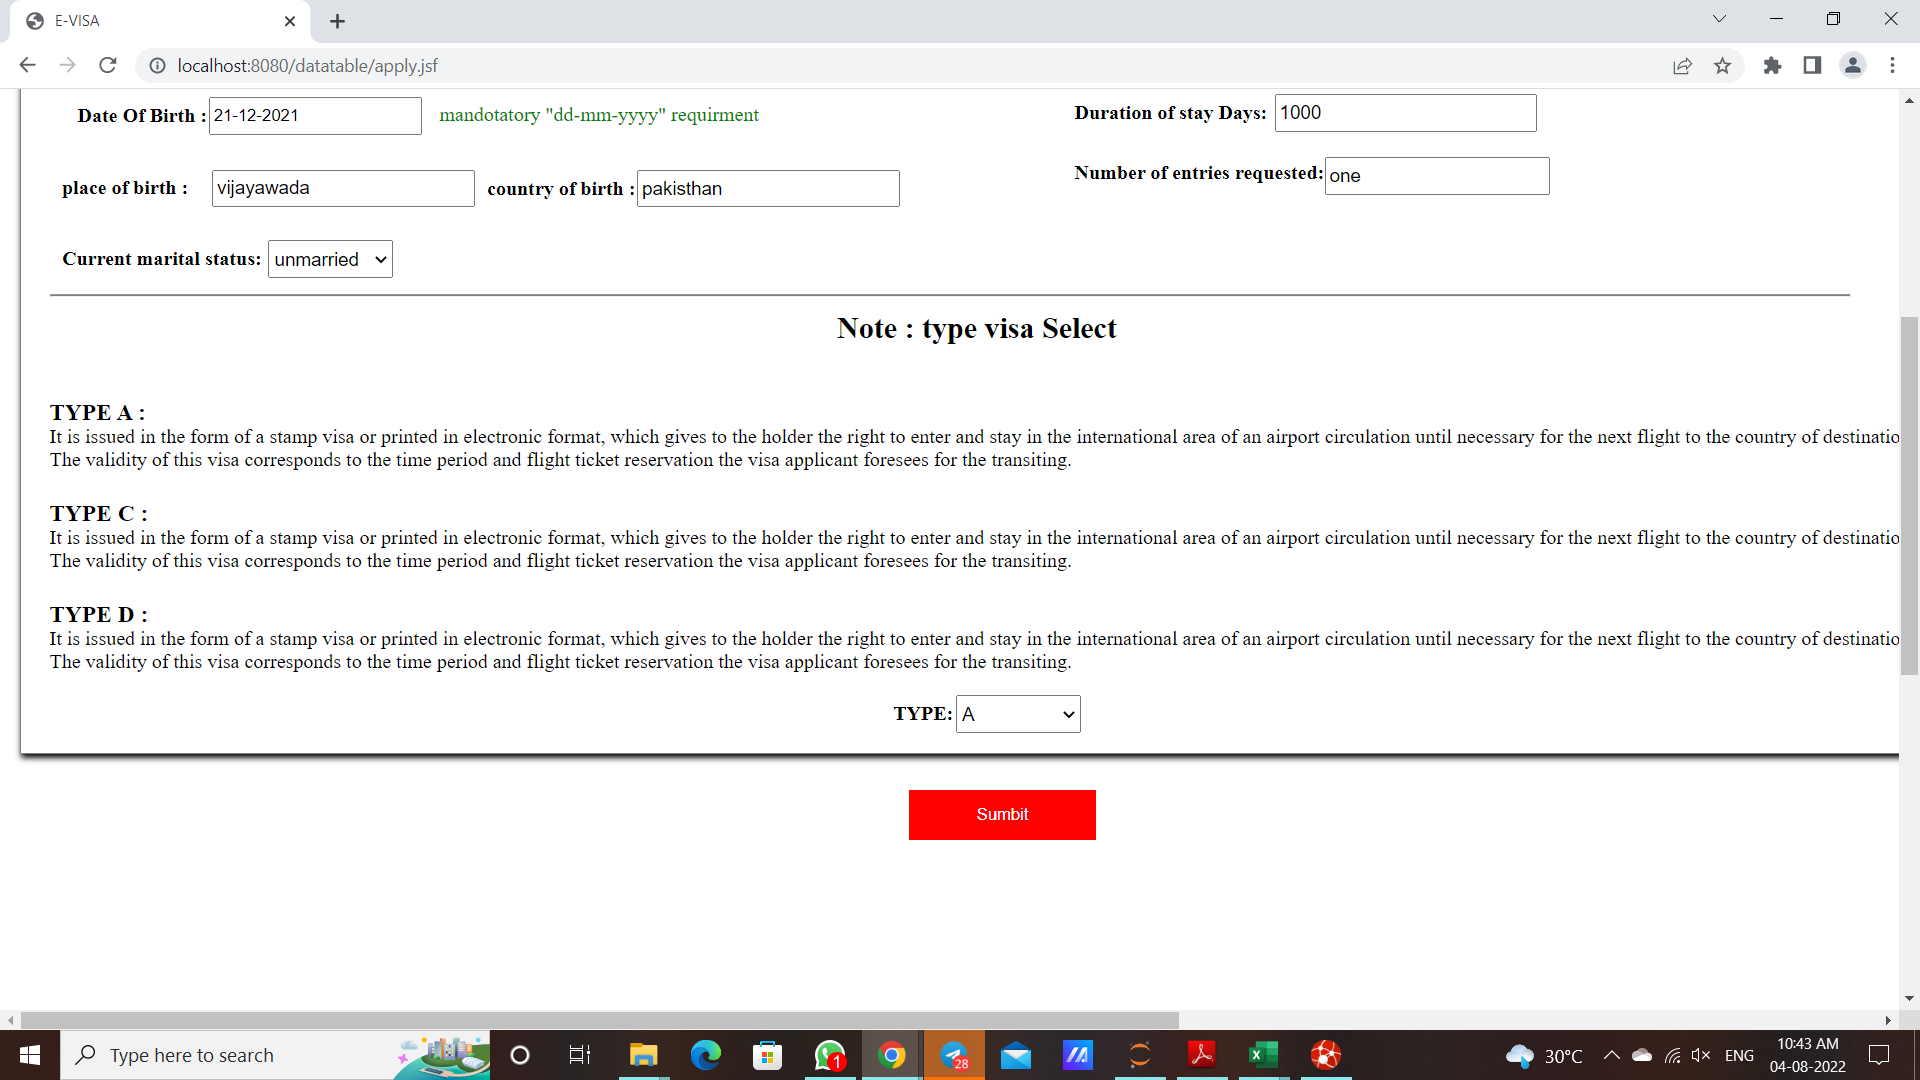 E-VISA
localhost:8080/datatable/apply.jsf
Date Of Birth : 21-12-2021 mandotatory "dd-mm-yyyy" requirment
Duration of stay Days: 1000
place of birth : vijayawada country of birth : pakisthan
Number of entries requested: one
Current marital status: unmarried
Note : type visa Select
TYPE A :
It is issued in the form of a stamp visa or printed in electronic format, which gives to the holder the right to enter and stay in the international area of an airport circulation until necessary for the next flight to the country of destinatio
The validity of this visa corresponds to the time period and flight ticket reservation the visa applicant foresees for the transiting.
TYPE C :
It is issued in the form of a stamp visa or printed in electronic format, which gives to the holder the right to enter and stay in the international area of an airport circulation until necessary for the next flight to the country of destinatio
The validity of this visa corresponds to the time period and flight ticket reservation the visa applicant foresees for the transiting.
TYPE D :
It is issued in the form of a stamp visa or printed in electronic format, which gives to the holder the right to enter and stay in the international area of an airport circulation until necessary for the next flight to the country of destinatio
The validity of this visa corresponds to the time period and flight ticket reservation the visa applicant foresees for the transiting.
TYPE: A
Sumbit
Type here to search
1
28
30°C
ENG
10:43 AM
04-08-2022